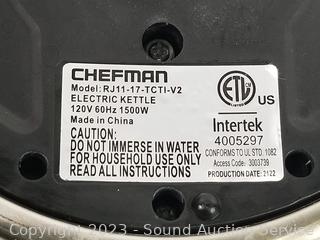 CHEFMAN
Model: RJ11-17-TCTI-V2
ELECTRIC KETTLE
120V 60Hz 1500W
Made in China
CAUTION:
DO NOT IMMERSE IN WATER
FOR HOUSEHOLD USE ONLY
READ ALL INSTRUCTIONS
ETL
US
Intertek
4005297
CONFORMS TO UL STD. 1082
Access Code: 3003739
PRODUCTION DATE: 2122
Copyright 2023 - Sound Auction Service